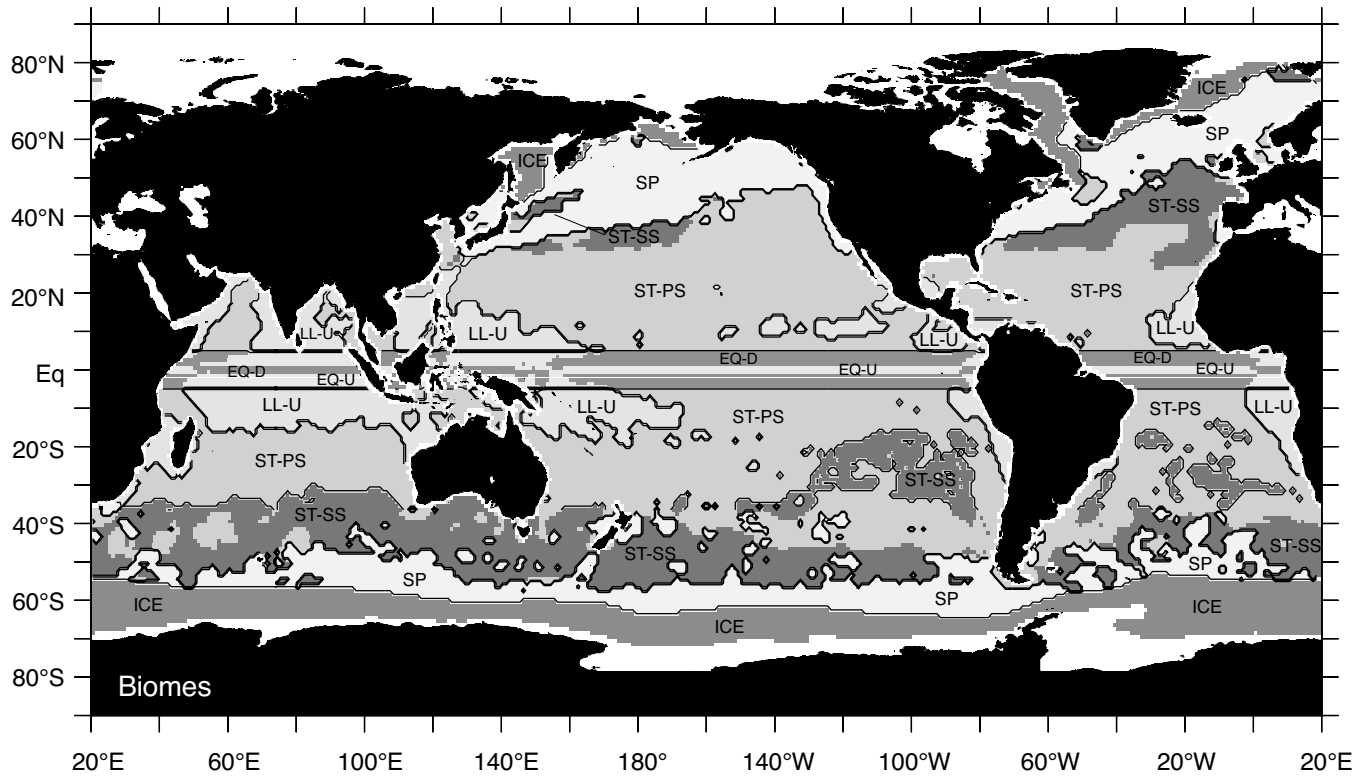 80°N
ICE
SP
60°N
ICE
SP
ST-SS
40°N
ST-SS
20°N
ST-PS
ST-PS
LL-U
LL-U
LL-U
LL-U
EQ-D
EQ-D
Eq
EQ-D
EQ-U
EQ-U
EQ-U
LL-U
LL-U
ST-PS
ST-PS
LL-U
20°S
ST-PS
ST-SS
ST-SS
40°S
ST-SS
ST-SS
SP
SP
60°S
ICE
SP
ICE
ICE
80°S
Biomes
20°E 60°E 100°E 140°E 180° 140°W 100°W 60°W 20°W 20°E